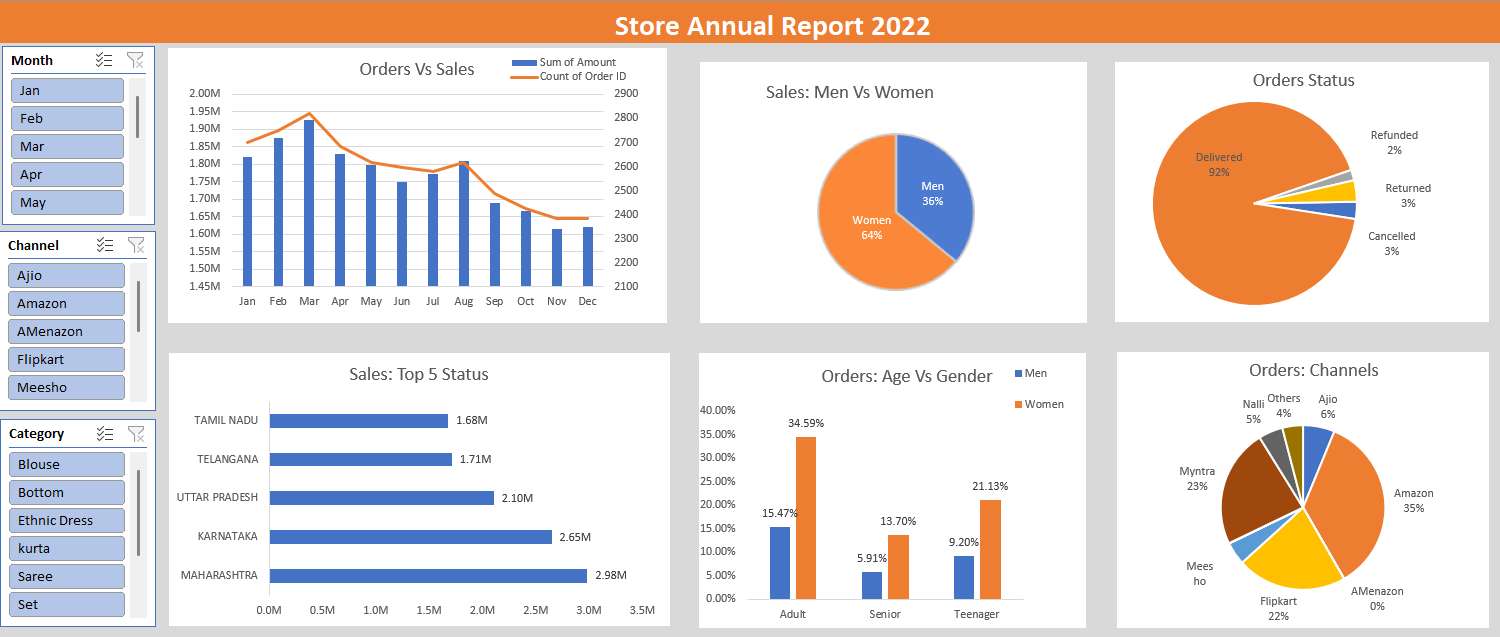 Store Annual Report 2022
Month
Jan
Feb
Mar
Apr
May
Channel
Ajio
Amazon
AMenazon
Flipkart
Meesho
Category
Blouse
Bottom
Ethnic Dress
kurta
Saree
Set
Orders Vs Sales
Sum of Amount
Count of Order ID
2.00M
1.95M
1.90M
1.85M
1.80M
1.75M
1.70M
1.65M
1.60M
1.55M
1.50M
1.45M
2900
2800
2700
2600
2500
2400
2300
2200
2100
Jan Feb Mar Apr May Jun Jul Aug Sep Oct Nov Dec
Sales: Men Vs Women
Men
36%
Women
64%
Orders Status
Delivered
92%
Refunded
2%
Returned
3%
Cancelled
3%
Sales: Top 5 Status
TAMIL NADU 1.68M
TELANGANA 1.71M
UTTAR PRADESH 2.10M
KARNATAKA 2.65M
MAHARASHTRA 2.98M
0.0M 0.5M 1.0M 1.5M 2.0M 2.5M 3.0M 3.5M
Orders: Age Vs Gender
Men
Women
40.00%
35.00%
30.00%
25.00%
20.00%
15.00%
10.00%
5.00%
0.00%
15.47% 34.59%
5.91% 13.70%
9.20% 21.13%
Adult Senior Teenager
Orders: Channels
Nalli
5%
Others
4%
Ajio
6%
Myntra
23%
Amazon
35%
Mees
ho
Flipkart
22%
AMenazon
0%